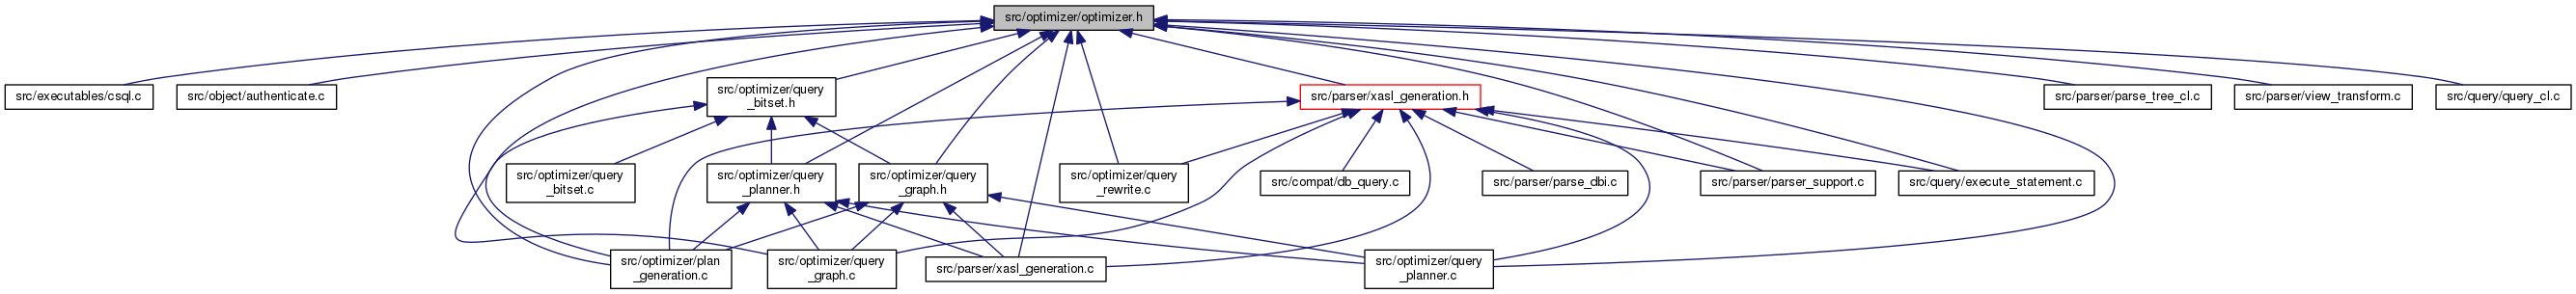 src/optimizer/optimizer.h
src/executables/csql.c
src/object/authenticate.c
src/optimizer/query
_bitset.h
src/parser/xasl_generation.h
src/parser/parse_tree_cl.c
src/parser/view_transform.c
src/query/query_cl.c
src/optimizer/query
_bitset.c
src/optimizer/query
_planner.h
src/optimizer/query
_graph.h
src/optimizer/query
_rewrite.c
src/compat/db_query.c
src/parser/parse_dbi.c
src/parser/parser_support.c
src/query/execute_statement.c
src/optimizer/plan
_generation.c
src/optimizer/query
_graph.c
src/parser/xasl_generation.c
src/optimizer/query
_planner.c